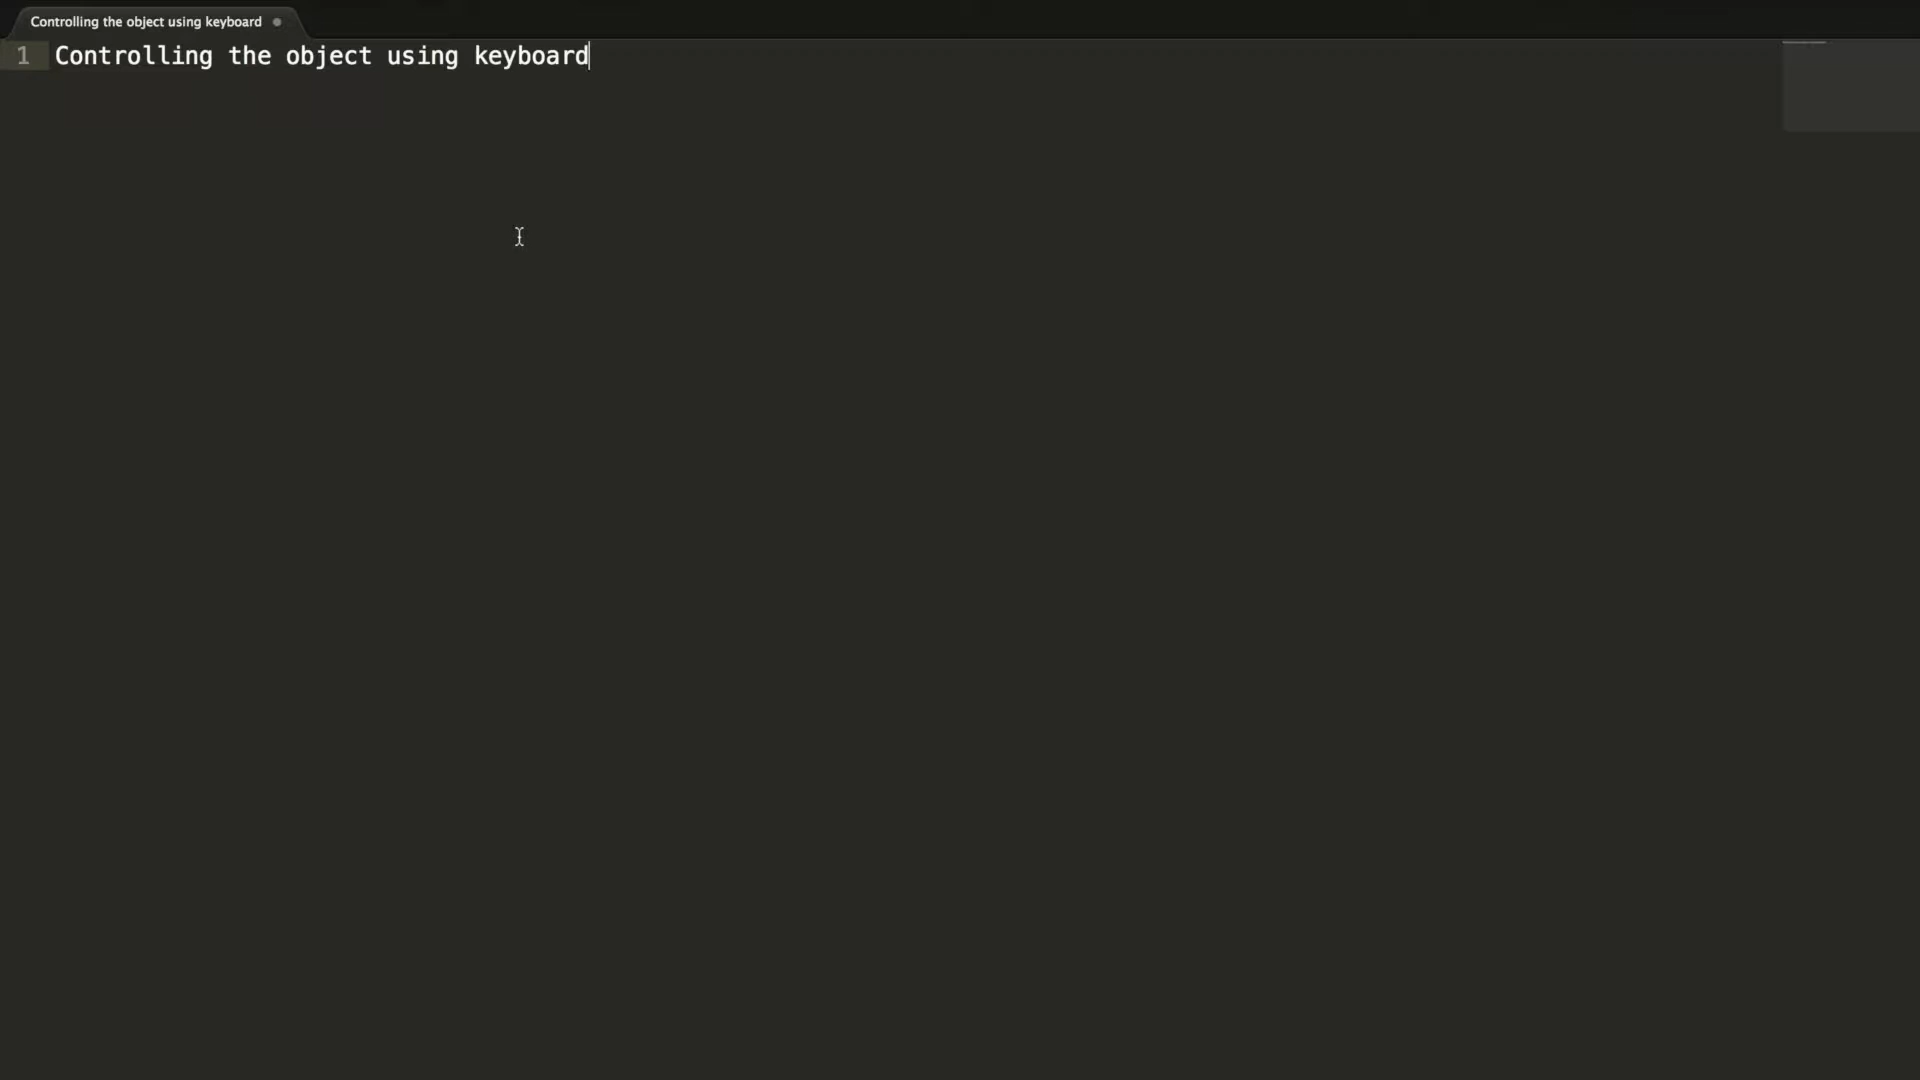 Controlling the object using keyboard
1 Controlling the object using keyboard